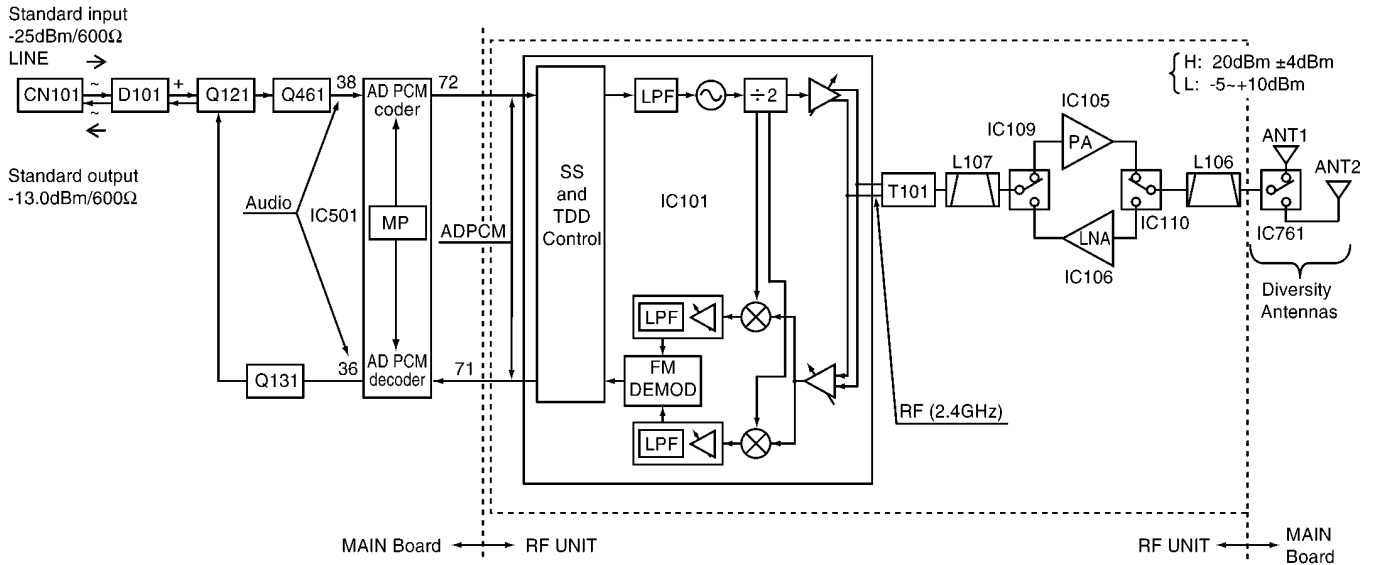 Standard input
-25dBm/600Ω
LINE
CN101
~
~
D101
+
Q121
Q461
38
AD PCM
coder
72
Standard output
-13.0dBm/600Ω
Audio
IC501
MP
ADPCM
36
AD PCM
decoder
71
Q131
SS
and
TDD
Control
LPF
÷2
IC101
LPF
FM
DEMOD
LPF
T101
RF (2.4GHz)
L107
IC109
IC105
PA
LNA
IC106
IC110
L106
H: 20dBm ±4dBm
L: -5~+10dBm
ANT1
ANT2
IC761
Diversity
Antennas
MAIN Board
RF UNIT
RF UNIT
MAIN
Board